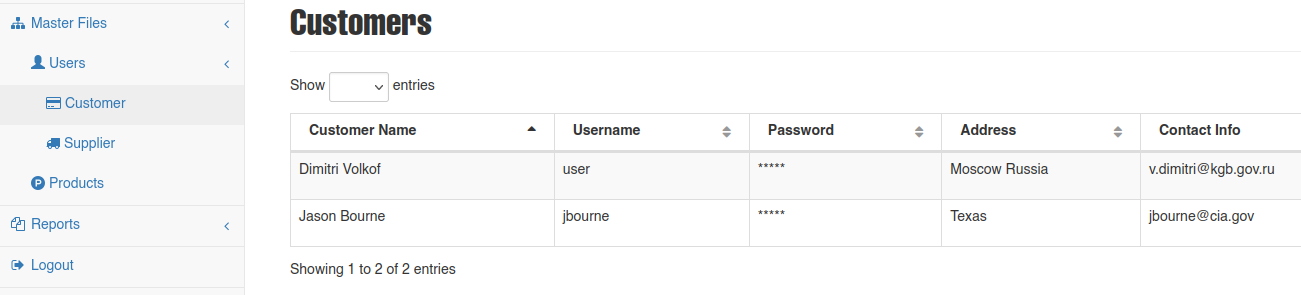 Master Files
Users
Customer
Supplier
Products
Reports
Logout
Customers
Show entries
Customer Name Username Password Address Contact Info
Dimitri Volkof user ***** Moscow Russia v.dimitri@kgb.gov.ru
Jason Bourne jbourne ***** Texas jbourne@cia.gov
Showing 1 to 2 of 2 entries